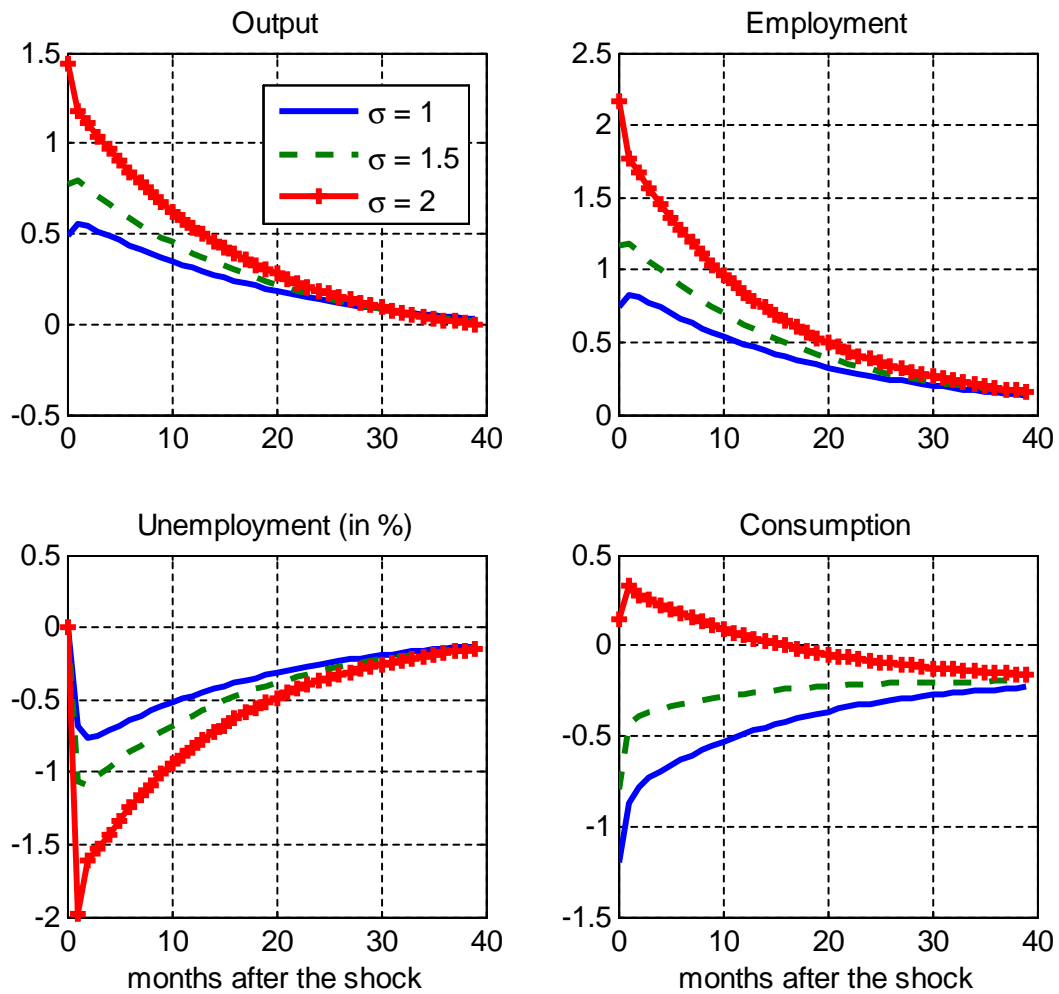 Output
1.5
1
0.5
0
-0.5
0 10 20 30 40
σ = 1
σ = 1.5
σ = 2
Employment
2.5
2
1.5
1
0.5
0
0 10 20 30 40
Unemployment (in %)
0.5
0
-0.5
-1
-1.5
-2
0 10 20 30 40
months after the shock
Consumption
0.5
0
-0.5
-1
-1.5
0 10 20 30 40
months after the shock